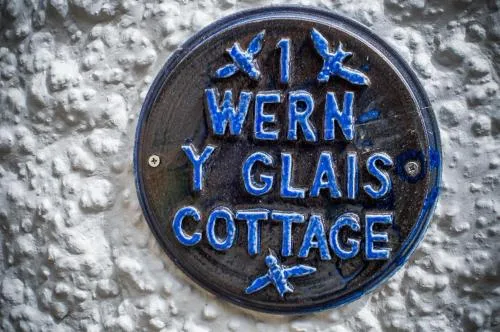 1
WERN
Y GLAIS
COTTAGE